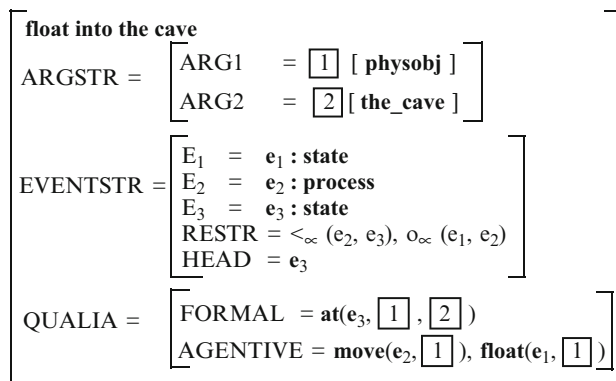 float into the cave
ARGSTR = ARG1 = 1 [ physobj ]
ARG2 = 2 [ the_cave ]
EVENTSTR = E₁ = e₁ : state
E₂ = e₂ : process
E₃ = e₃ : state
RESTR = <∝ (e₂, e₃), o∝ (e₁, e₂)
HEAD = e₃
QUALIA = FORMAL = at(e₃, 1 , 2 )
AGENTIVE = move(e₂, 1 ), float(e₁, 1 )